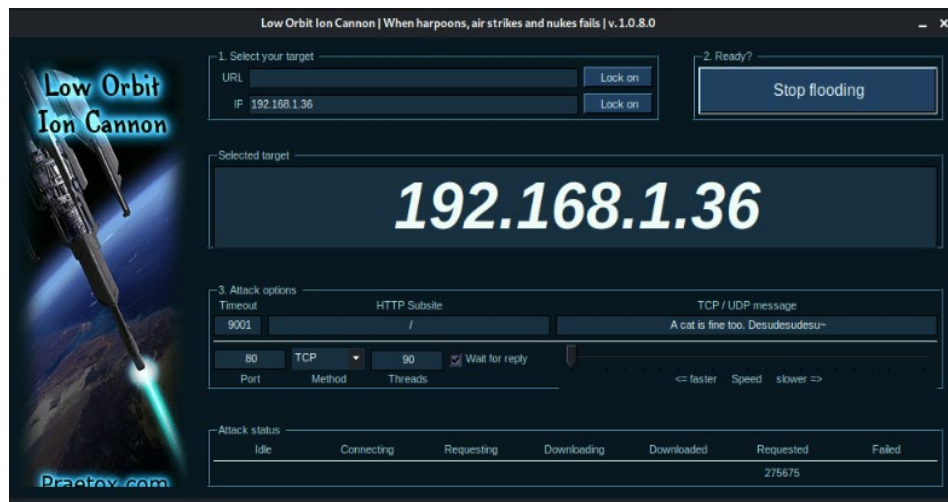 Low Orbit Ion Cannon | When harpoons, air strikes and nukes fails | v. 1.0.8.0
Low Orbit
Ion Cannon
Praetox.com
1. Select your target
URL
Lock on
IP 192.168.1.36
Lock on
2. Ready?
Stop flooding
Selected target
192.168.1.36
3. Attack options
Timeout HTTP Subsite TCP / UDP message
9001 / A cat is fine too. Desudesudesu~
80 TCP 90 Wait for reply
Port Method Threads <= faster Speed slower =>
Attack status
Idle Connecting Requesting Downloading Downloaded Requested Failed
275675